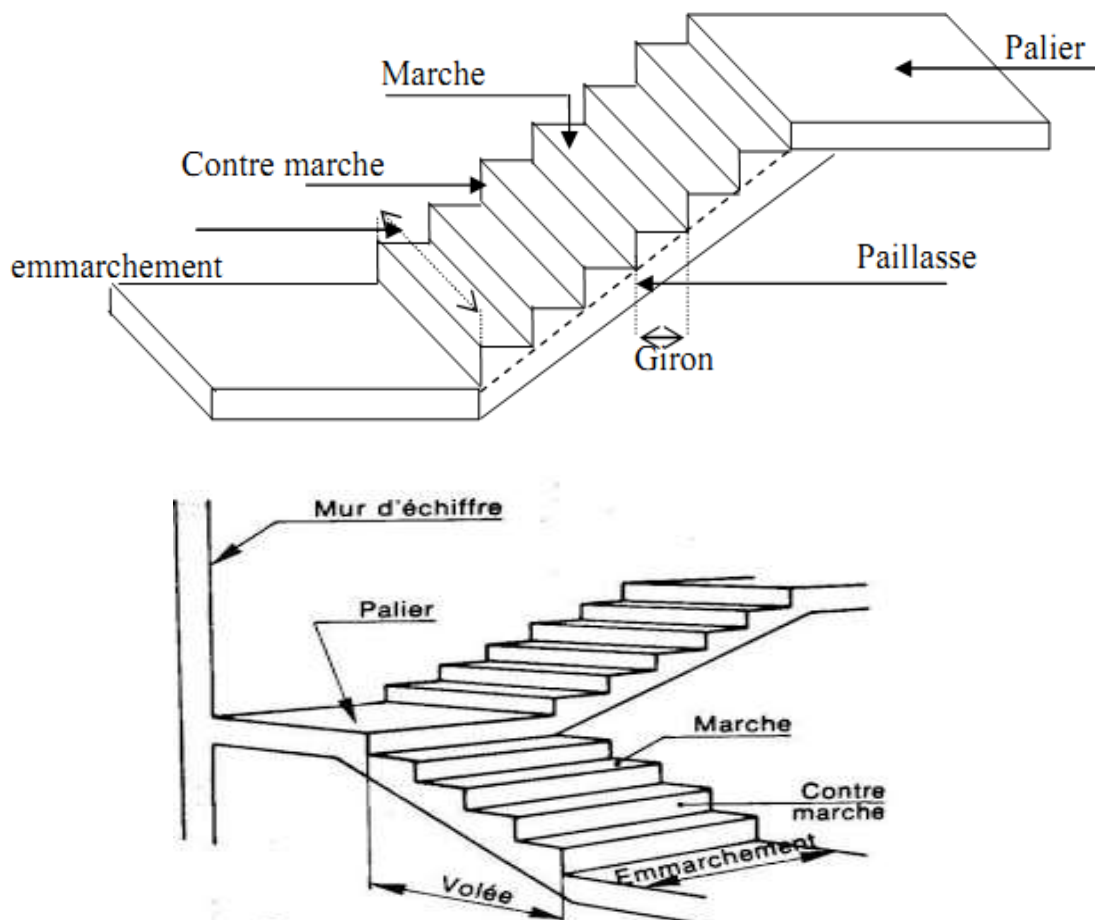 Palier
Marche
Contre marche
emmarchement
Paillasse
Giron
Mur d'échiffre
Palier
Marche
Contre
marche
Emmarchement
Volée